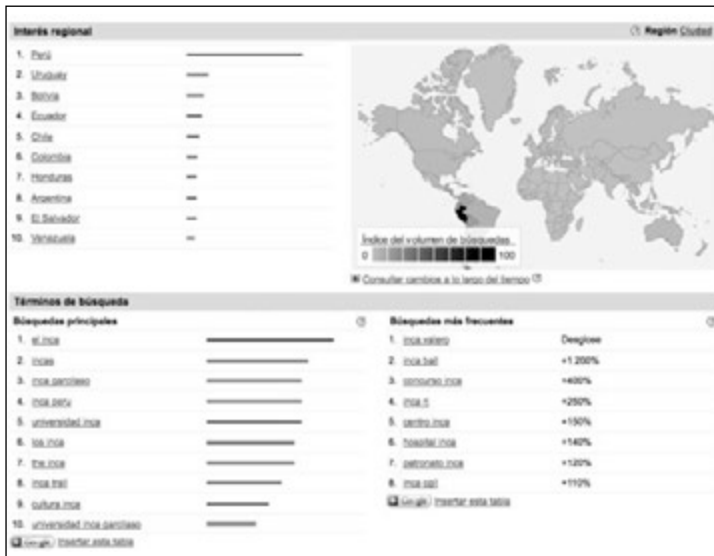 Interés regional
Región Ciudad
1. Perú
2. Uruguay
3. Bolivia
4. Ecuador
5. Chile
6. Colombia
7. Honduras
8. Argentina
9. El Salvador
10. Venezuela
Índice del volumen de búsquedas
0 100
Consultar cambios a lo largo del tiempo
Términos de búsqueda
Búsquedas principales
1. el inca
2. incas
3. inca garcilaso
4. inca peru
5. universidad inca
6. los inca
7. the inca
8. inca trail
9. cultura inca
10. universidad inca garcilaso
Google Insertar esta tabla
Búsquedas más frecuentes
1. inca valero Desglose
2. inca ball +1.200%
3. concurso inca +400%
4. inca +250%
5. centro inca +150%
6. hospital inca +140%
7. patronato inca +120%
8. inca +110%
Google Insertar esta tabla